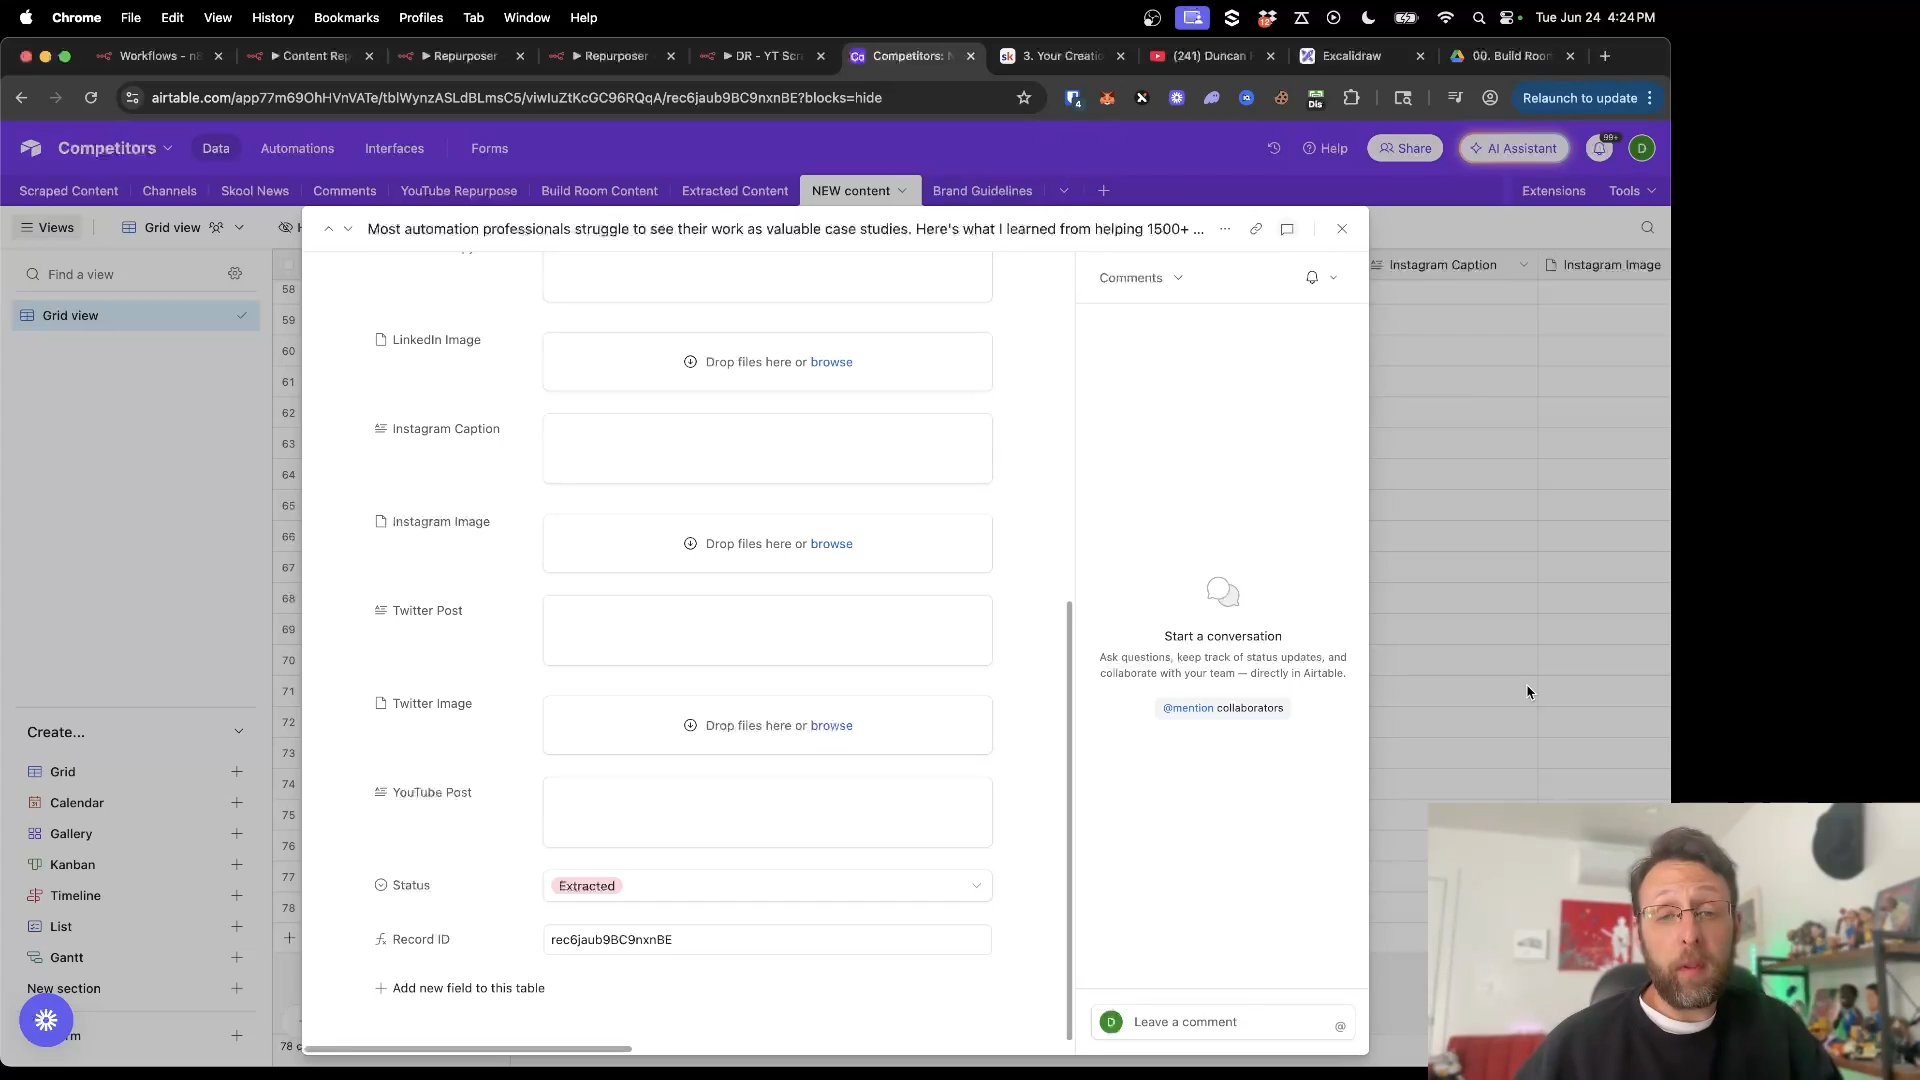 Chrome File Edit View History Bookmarks Profiles Tab Window Help
Tue Jun 24 4:24 PM
Workflows - n8
Content Rep
Repurposer
Repurposer
DR - YT Scra
Competitors: N
3. Your Creatio
(241) Duncan
Excalidraw
00. Build Room
airtable.com/app77m69OhHVnVATe/tblWynzASLdBLmsC5/viwIuZtKcGC96RQqA/rec6jaub9BC9nxnBE?blocks=hide
Relaunch to update
Competitors
Data Automations Interfaces Forms
Help
Share
AI Assistant
99+
D
Scraped Content Channels Skool News Comments YouTube Repurpose Build Room Content Extracted Content NEW content Brand Guidelines
Extensions Tools
Views
Grid view
H
Find a view
Grid view
Most automation professionals struggle to see their work as valuable case studies. Here's what I learned from helping 1500+ ...
Comments
Instagram Caption
Instagram Image
58
59
60
61
62
63
64
65
66
67
68
69
70
71
72
73
74
75
76
77
78
LinkedIn Image
Drop files here or browse
Instagram Caption
Instagram Image
Drop files here or browse
Twitter Post
Twitter Image
Drop files here or browse
YouTube Post
Status
Extracted
Record ID
rec6jaub9BC9nxnBE
Add new field to this table
Start a conversation
Ask questions, keep track of status updates, and
collaborate with your team — directly in Airtable.
@mention collaborators
D
Leave a comment
@
Create...
Grid
Calendar
Gallery
Kanban
Timeline
List
Gantt
New section
rm
78 c